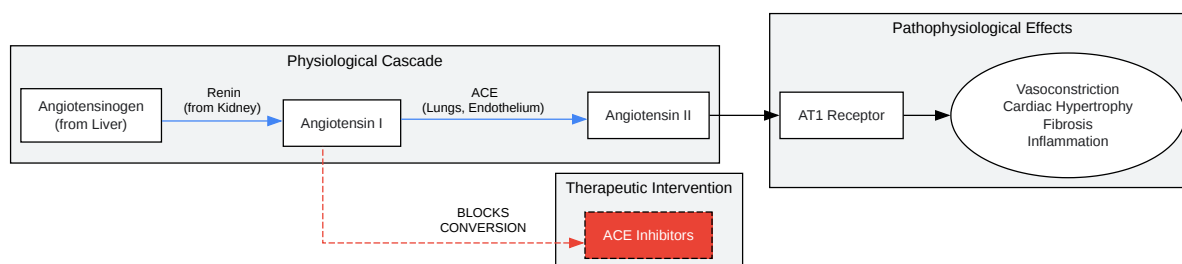 Pathophysiological Effects
Physiological Cascade
Angiotensinogen
(from Liver)
Renin
(from Kidney)
Angiotensin I
ACE
(Lungs, Endothelium)
Angiotensin II
AT1 Receptor
Vasoconstriction
Cardiac Hypertrophy
Fibrosis
Inflammation
Therapeutic Intervention
BLOCKS
CONVERSION
ACE Inhibitors